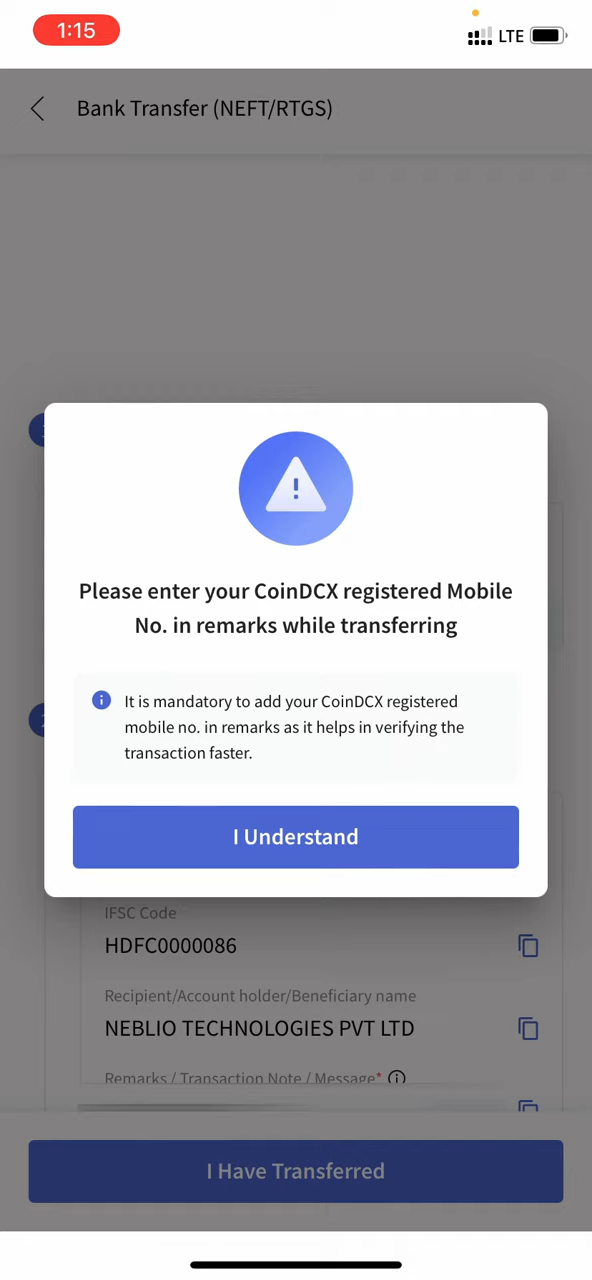 1:15
LTE
Bank Transfer (NEFT/RTGS)
Please enter your CoinDCX registered Mobile
No. in remarks while transferring
It is mandatory to add your CoinDCX registered
mobile no. in remarks as it helps in verifying the
transaction faster.
I Understand
IFSC Code
HDFC0000086
Recipient/Account holder/Beneficiary name
NEBLIO TECHNOLOGIES PVT LTD
Remarks / Transaction Note / Message*
I Have Transferred